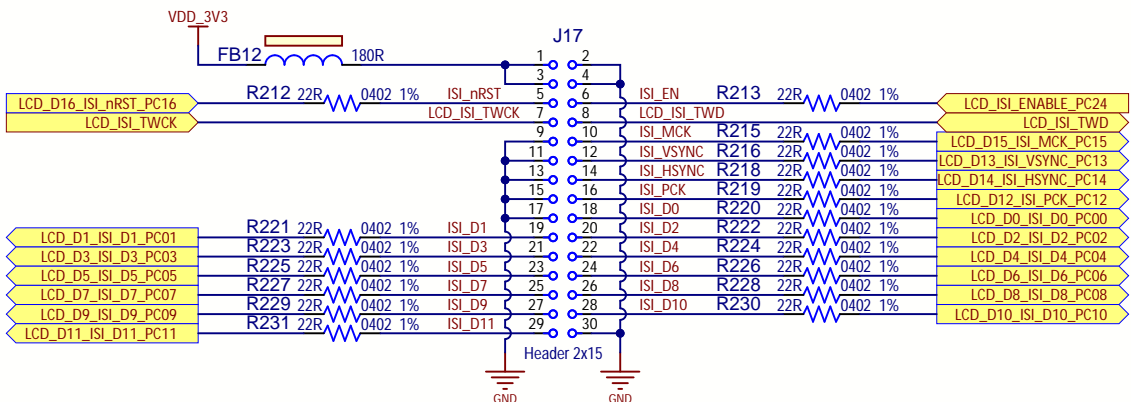 VDD_3V3
J17
FB12 180R 1 2
3 4
LCD_D16_ISI_nRST_PC16 R212 22R 0402 1% ISI_nRST 5 6 ISI_EN R213 22R 0402 1% LCD_ISI_ENABLE_PC24
LCD_ISI_TWCK LCD_ISI_TWCK 7 8 LCD_ISI_TWD LCD_ISI_TWD
9 10 ISI_MCK R215 22R 0402 1% LCD_D15_ISI_MCK_PC15
11 12 ISI_VSYNC R216 22R 0402 1% LCD_D13_ISI_VSYNC_PC13
13 14 ISI_HSYNC R218 22R 0402 1% LCD_D14_ISI_HSYNC_PC14
15 16 ISI_PCK R219 22R 0402 1% LCD_D12_ISI_PCK_PC12
17 18 ISI_D0 R220 22R 0402 1% LCD_D0_ISI_D0_PC00
LCD_D1_ISI_D1_PC01 R221 22R 0402 1% ISI_D1 19 20 ISI_D2 R222 22R 0402 1% LCD_D2_ISI_D2_PC02
LCD_D3_ISI_D3_PC03 R223 22R 0402 1% ISI_D3 21 22 ISI_D4 R224 22R 0402 1% LCD_D4_ISI_D4_PC04
LCD_D5_ISI_D5_PC05 R225 22R 0402 1% ISI_D5 23 24 ISI_D6 R226 22R 0402 1% LCD_D6_ISI_D6_PC06
LCD_D7_ISI_D7_PC07 R227 22R 0402 1% ISI_D7 25 26 ISI_D8 R228 22R 0402 1% LCD_D8_ISI_D8_PC08
LCD_D9_ISI_D9_PC09 R229 22R 0402 1% ISI_D9 27 28 ISI_D10 R230 22R 0402 1% LCD_D10_ISI_D10_PC10
LCD_D11_ISI_D11_PC11 R231 22R 0402 1% ISI_D11 29 30
Header 2x15
GND GND